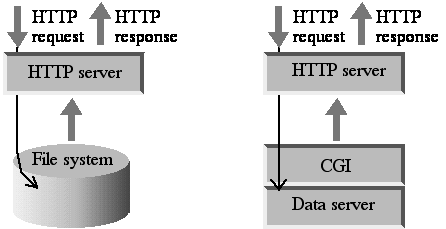 HTTP request
HTTP response
HTTP server
File system
HTTP request
HTTP response
HTTP server
CGI
Data server